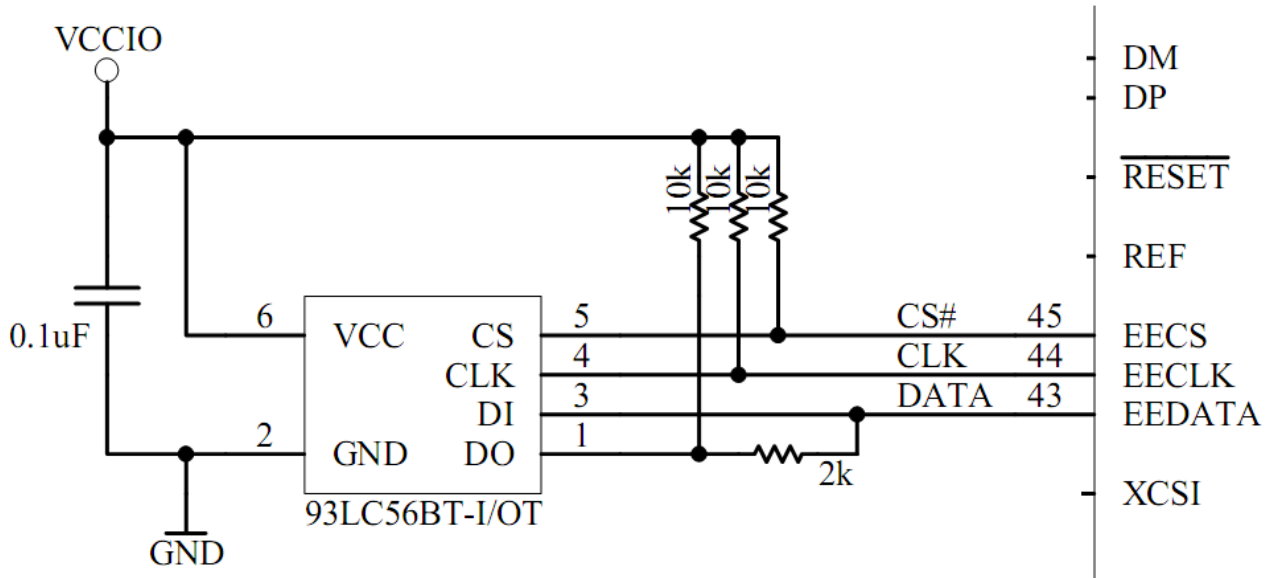 VCCIO
DM
DP
RESET
10k
10k
10k
REF
0.1uF
6
VCC
CS
5
CS#
45
EECS
CLK
4
CLK
44
EECLK
DI
3
DATA
43
EEDATA
2
GND
DO
1
2k
93LC56BT-I/OT
XCSI
GND